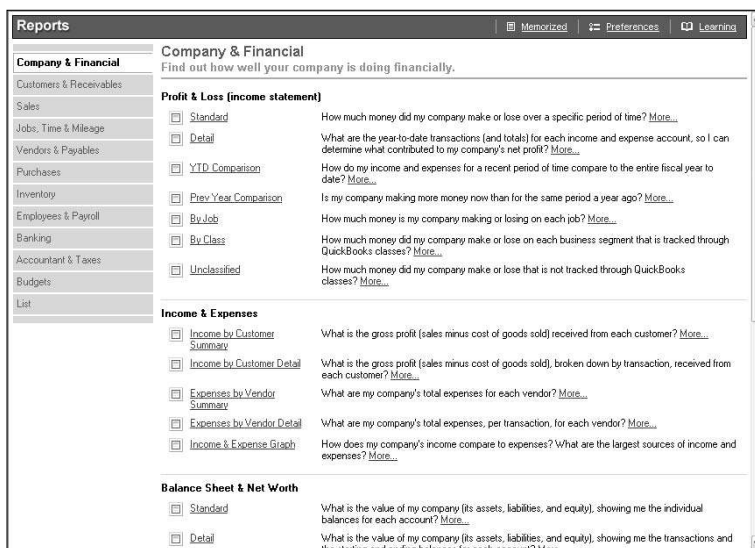 Reports
Memorized
Preferences
Learning
Company & Financial
Customers & Receivables
Sales
Jobs, Time & Mileage
Vendors & Payables
Purchases
Inventory
Employees & Payroll
Banking
Accountant & Taxes
Budgets
List
Company & Financial
Find out how well your company is doing financially.
Profit & Loss (income statement)
Standard
How much money did my company make or lose over a specific period of time? More...
Detail
What are the year-to-date transactions (and totals) for each income and expense account, so I can
determine what contributed to my company's net profit? More...
YTD Comparison
How do my income and expenses for a recent period of time compare to the entire fiscal year to
date? More...
Prev Year Comparison
Is my company making more money now than for the same period a year ago? More...
By Job
How much money is my company making or losing on each job? More...
By Class
How much money did my company make or lose on each business segment that is tracked through
QuickBooks classes? More...
Unclassified
How much money did my company make or lose that is not tracked through QuickBooks
classes? More...
Income & Expenses
Income by Customer
Summary
What is the gross profit (sales minus cost of goods sold) received from each customer? More...
Income by Customer Detail
What is the gross profit (sales minus cost of goods sold), broken down by transaction, received from
each customer? More...
Expenses by Vendor
Summary
What are my company's total expenses for each vendor? More...
Expenses by Vendor Detail
What are my company's total expenses, per transaction, for each vendor? More...
Income & Expense Graph
How does my company's income compare to expenses? What are the largest sources of income and
expenses? More...
Balance Sheet & Net Worth
Standard
What is the value of my company (its assets, liabilities, and equity), showing me the individual
balances for each account? More...
Detail
What is the value of my company (its assets, liabilities, and equity), showing me the transactions and
the starting and ending balances for each account? More...